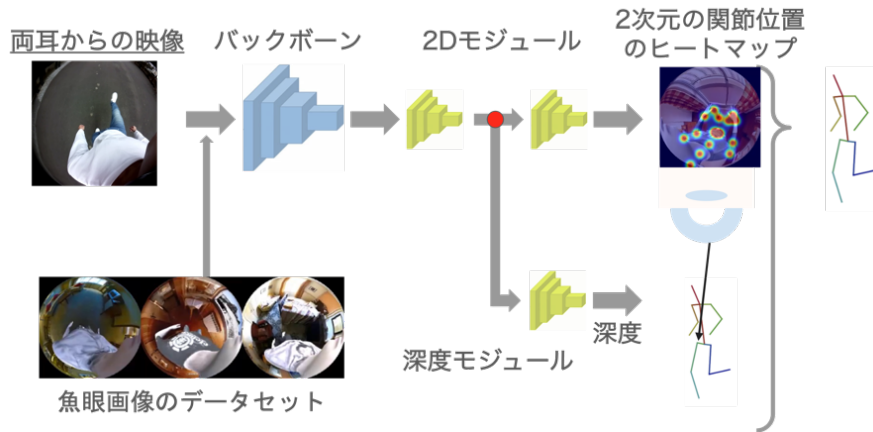 両耳からの映像
バックボーン
2Dモジュール
2次元の関節位置
のヒートマップ
深度モジュール
深度
魚眼画像のデータセット